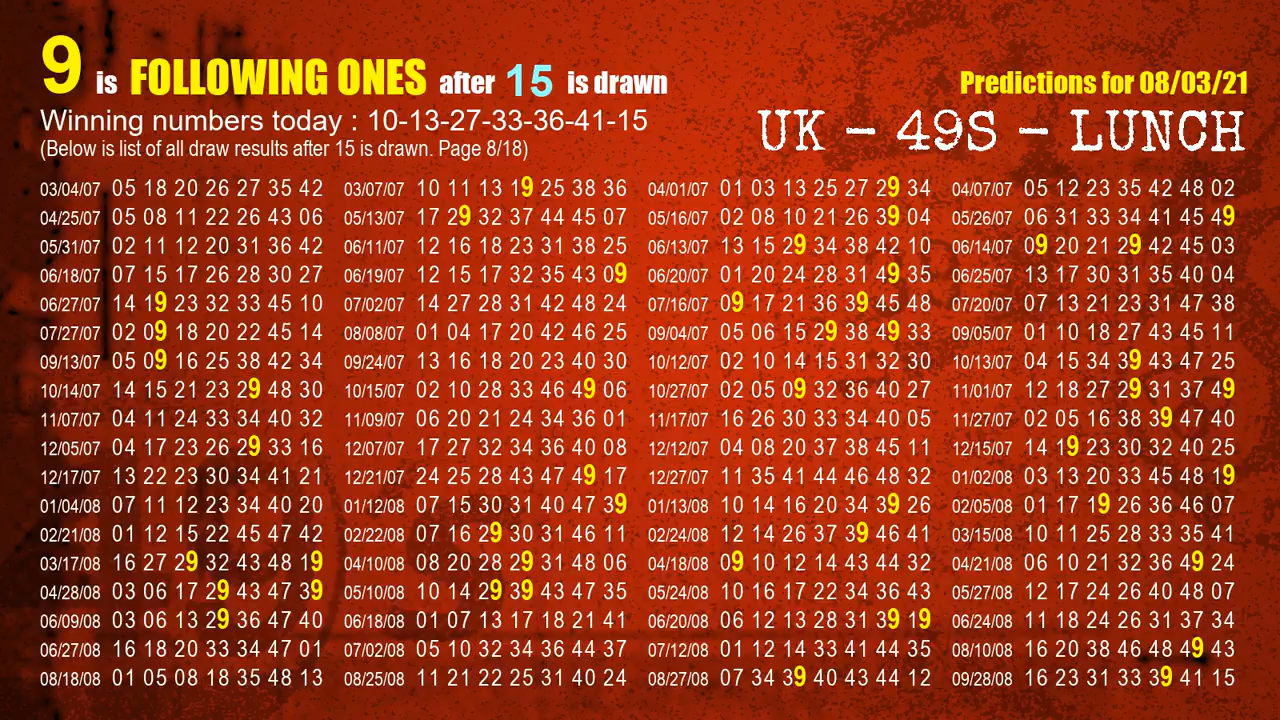 9 is FOLLOWING ONES after 15 is drawn
Predictions for 08/03/21
Winning numbers today : 10-13-27-33-36-41-15
UK - 49S - LUNCH
(Below is list of all draw results after 15 is drawn. Page 8/18)
03/04/07 05 18 20 26 27 35 42 03/07/07 10 11 13 19 25 38 36 04/01/07 01 03 13 25 27 29 34 04/07/07 05 12 23 35 42 48 02
04/25/07 05 08 11 22 26 43 06 05/13/07 17 29 32 37 44 45 07 05/16/07 02 08 10 21 26 39 04 05/26/07 06 31 33 34 41 45 49
05/31/07 02 11 12 20 31 36 42 06/11/07 12 16 18 23 31 38 25 06/13/07 13 15 29 34 38 42 10 06/14/07 09 20 21 29 42 45 03
06/18/07 07 15 17 26 28 30 27 06/19/07 12 15 17 32 35 43 09 06/20/07 01 20 24 28 31 49 35 06/25/07 13 17 30 31 35 40 04
06/27/07 14 19 23 32 33 45 10 07/02/07 14 27 28 31 42 48 24 07/16/07 09 17 21 36 39 45 48 07/20/07 07 13 21 23 31 47 38
07/27/07 02 09 18 20 22 45 14 08/08/07 01 04 17 20 42 46 25 09/04/07 05 06 15 29 38 49 33 09/05/07 01 10 18 27 43 45 11
09/13/07 05 09 16 25 38 42 34 09/24/07 13 16 18 20 23 40 30 10/12/07 02 10 14 15 31 32 30 10/13/07 04 15 34 39 43 47 25
10/14/07 14 15 21 23 29 48 30 10/15/07 02 10 28 33 46 49 06 10/27/07 02 05 09 32 36 40 27 11/01/07 12 18 27 29 31 37 49
11/07/07 04 11 24 33 34 40 32 11/09/07 06 20 21 24 34 36 01 11/17/07 16 26 30 33 34 40 05 11/27/07 02 05 16 38 39 47 40
12/05/07 04 17 23 26 29 33 16 12/07/07 17 27 32 34 36 40 08 12/12/07 04 08 20 37 38 45 11 12/15/07 14 19 23 30 32 40 25
12/17/07 13 22 23 30 34 41 21 12/21/07 24 25 28 43 47 49 17 12/27/07 11 35 41 44 46 48 32 01/02/08 03 13 20 33 45 48 19
01/04/08 07 11 12 23 34 40 20 01/12/08 07 15 30 31 40 47 39 01/13/08 10 14 16 20 34 39 26 02/05/08 01 17 19 26 36 46 07
02/21/08 01 12 15 22 45 47 42 02/22/08 07 16 29 30 31 46 11 02/24/08 12 14 26 37 39 46 41 03/15/08 10 11 25 28 33 35 41
03/17/08 16 27 29 32 43 48 19 04/10/08 08 20 28 29 31 48 06 04/18/08 09 10 12 14 43 44 32 04/21/08 06 10 21 32 36 49 24
04/28/08 03 06 17 29 43 47 39 05/10/08 10 14 29 39 43 47 35 05/24/08 10 16 17 22 34 36 43 05/27/08 12 17 24 26 40 48 07
06/09/08 03 06 13 29 36 47 40 06/18/08 01 07 13 17 18 21 41 06/20/08 06 12 13 28 31 39 19 06/24/08 11 18 24 26 31 37 34
06/27/08 16 18 20 33 34 47 01 07/02/08 05 10 32 34 36 44 37 07/12/08 01 12 14 33 41 44 35 08/10/08 16 20 38 46 48 49 43
08/18/08 01 05 08 18 35 48 13 08/25/08 11 21 22 25 31 40 24 08/27/08 07 34 39 40 43 44 12 09/28/08 16 23 31 33 39 41 15